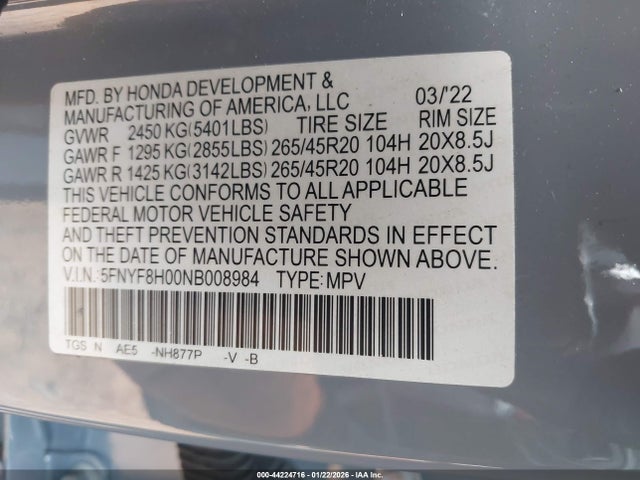 MFD. BY HONDA DEVELOPMENT &
MANUFACTURING OF AMERICA, LLC 03/'22
GVWR 2450 KG(5401LBS) TIRE SIZE RIM SIZE
GAWR F 1295 KG(2855LBS) 265/45R20 104H 20X8.5J
GAWR R 1425 KG(3142LBS) 265/45R20 104H 20X8.5J
THIS VEHICLE CONFORMS TO ALL APPLICABLE
FEDERAL MOTOR VEHICLE SAFETY
AND THEFT PREVENTION STANDARDS IN EFFECT
ON THE DATE OF MANUFACTURE SHOWN ABOVE.
V.I.N.: 5FNYF8H00NB008984 TYPE: MPV
TGS N AE5 -NH877P -V -B
000-44224716 - 01/22/2026 - IAA Inc.